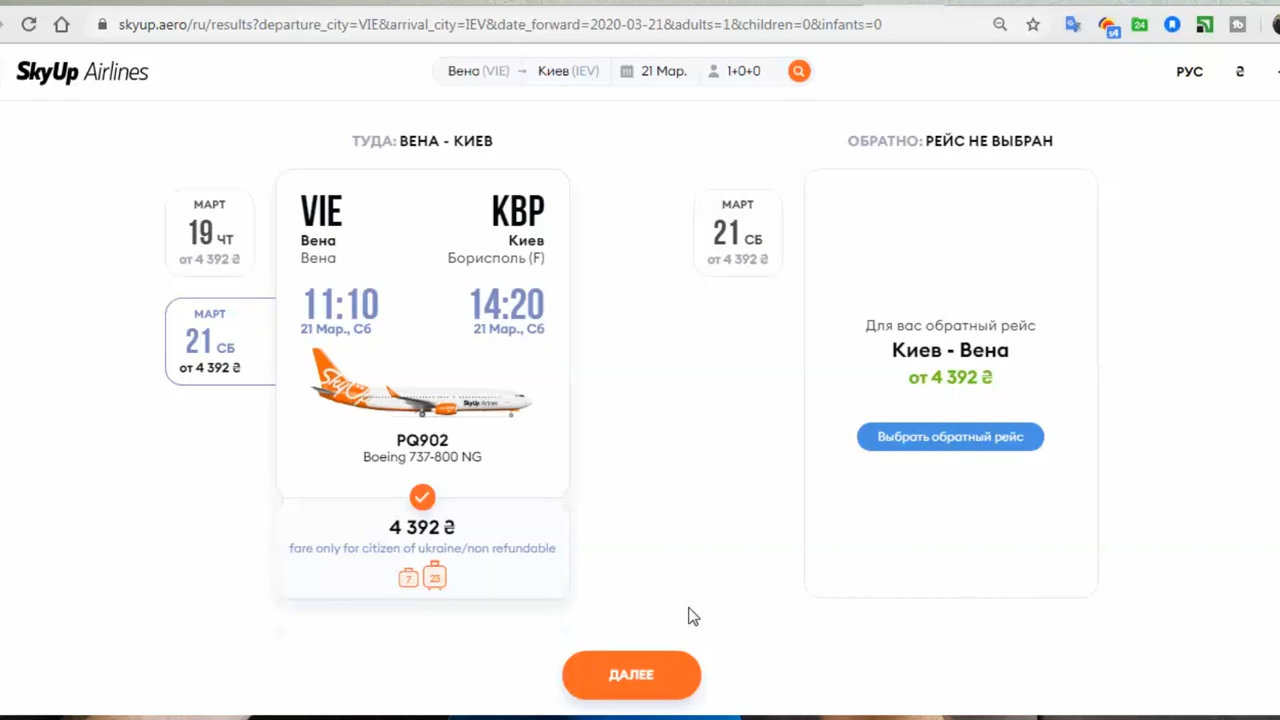 skyup.aero/ru/results?departure_city=VIE&arrival_city=IEV&date_forward=2020-03-21&adults=1&children=0&infants=0
24
s4
SkyUp Airlines
Вена (VIE) → Киев (IEV)
21 Мар.
1+0+0
РУС
₴
ТУДА: ВЕНА - КИЕВ
МАРТ
19 ЧТ
от 4 392 ₴
МАРТ
21 СБ
от 4 392 ₴
VIE
Вена
Вена
KBP
Киев
Борисполь (F)
11:10
21 Мар., Сб
14:20
21 Мар., Сб
SkyUp
SkyUp Airlines
PQ902
Boeing 737-800 NG
4 392 ₴
fare only for citizen of ukraine/non refundable
7
23
ОБРАТНО: РЕЙС НЕ ВЫБРАН
МАРТ
21 СБ
от 4 392 ₴
Для вас обратный рейс
Киев - Вена
от 4 392 ₴
Выбрать обратный рейс
ДАЛЕЕ